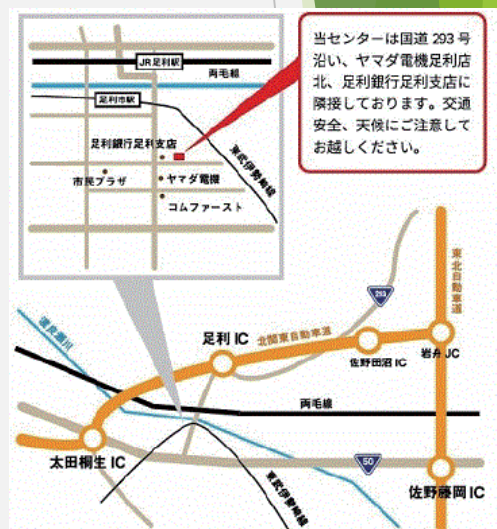 JR足利駅
両毛線
足利市駅
足利銀行足利支店
東武伊勢崎線
市民プラザ
ヤマダ電機
コムファースト
当センターは国道 293 号
沿い、ヤマダ電機足利店
北、足利銀行足利支店に
隣接しております。交通
安全、天候にご注意して
お越しください。
東北自動車道
293
足利 IC
北関東自動車道
佐野田沼 IC
岩舟 JC
渡良瀬川
両毛線
太田桐生 IC
50
東武伊勢崎線
佐野藤岡 IC